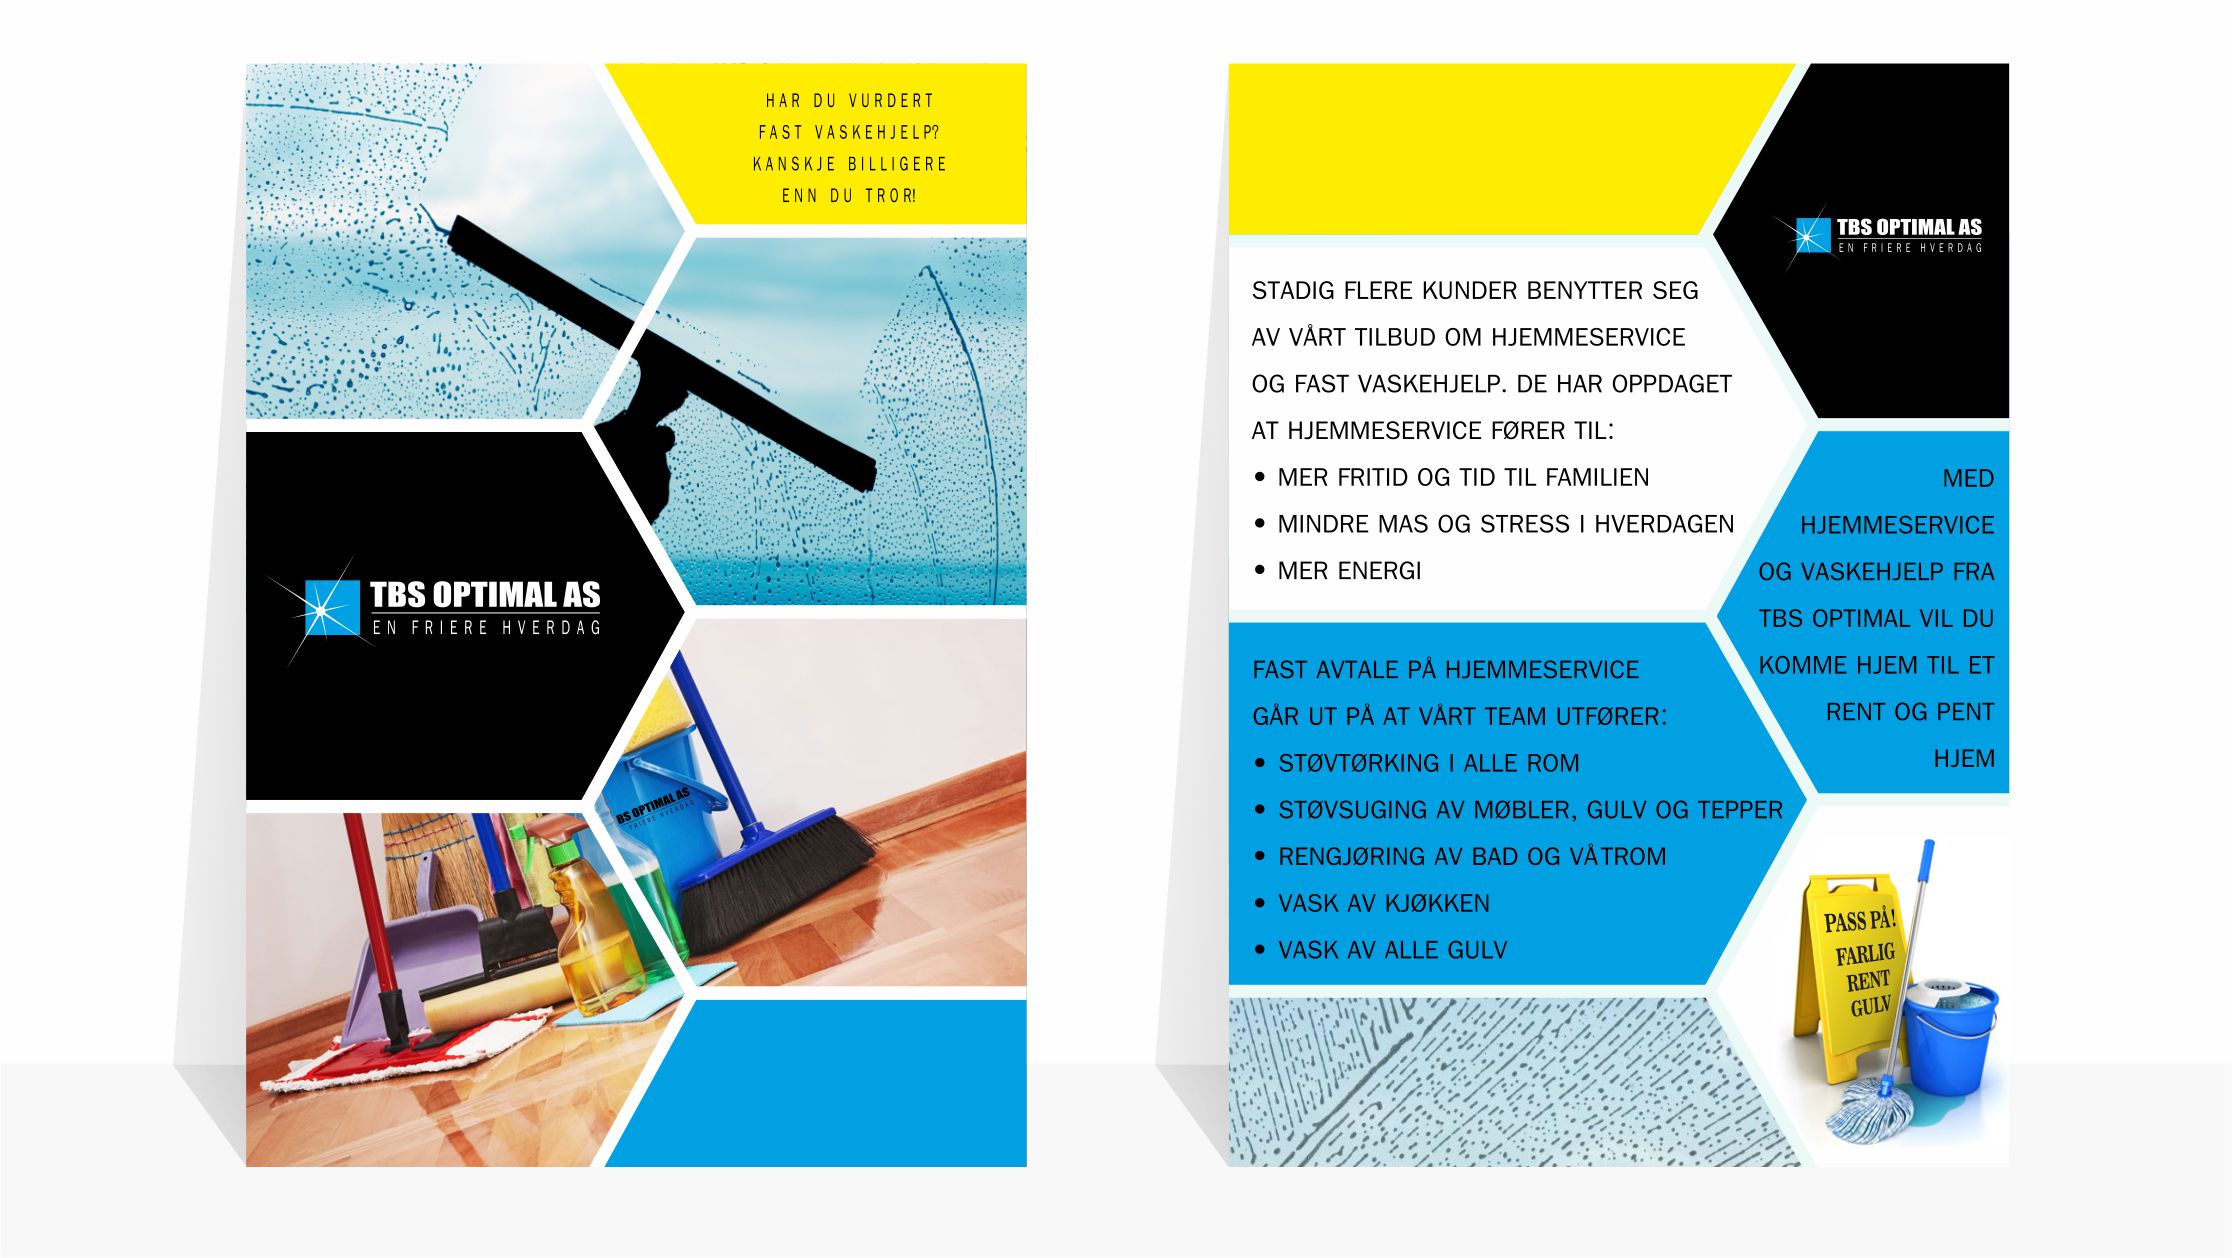 HAR DU VURDERT
FAST VASKEHJELP?
KANSKJE BILLIGERE
ENN DU TROR!
TBS OPTIMAL AS
EN FRIERE HVERDAG
BS OPTIMAL AS
FRIERE HVERDAG
TBS OPTIMAL AS
EN FRIERE HVERDAG
STADIG FLERE KUNDER BENYTTER SEG
AV VÅRT TILBUD OM HJEMMESERVICE
OG FAST VASKEHJELP. DE HAR OPPDAGET
AT HJEMMESERVICE FØRER TIL:
• MER FRITID OG TID TIL FAMILIEN
• MINDRE MAS OG STRESS I HVERDAGEN
• MER ENERGI
MED
HJEMMESERVICE
OG VASKEHJELP FRA
TBS OPTIMAL VIL DU
KOMME HJEM TIL ET
RENT OG PENT
HJEM
FAST AVTALE PÅ HJEMMESERVICE
GÅR UT PÅ AT VÅRT TEAM UTFØRER:
• STØVTØRKING I ALLE ROM
• STØVSUGING AV MØBLER, GULV OG TEPPER
• RENGJØRING AV BAD OG VÅTROM
• VASK AV KJØKKEN
• VASK AV ALLE GULV
PASS PÅ!
FARLIG
RENT
GULV